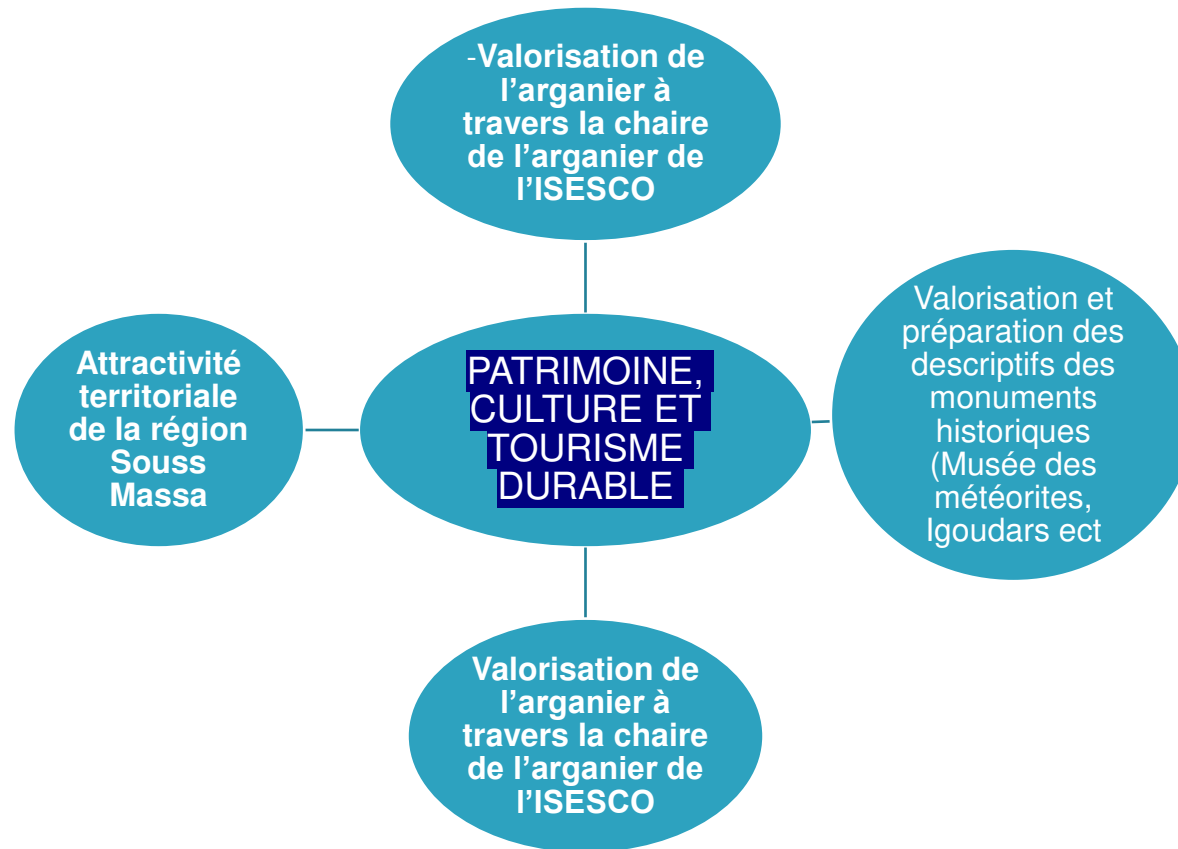 -Valorisation de
l'arganier à
travers la chaire
de l'arganier de
l'ISESCO
Attractivité
territoriale
de la région
Souss
Massa
PATRIMOINE,
CULTURE ET
TOURISME
DURABLE
Valorisation et
préparation des
descriptifs des
monuments
historiques
(Musée des
météorites,
Igoudars ect
Valorisation de
l'arganier à
travers la chaire
de l'arganier de
l'ISESCO